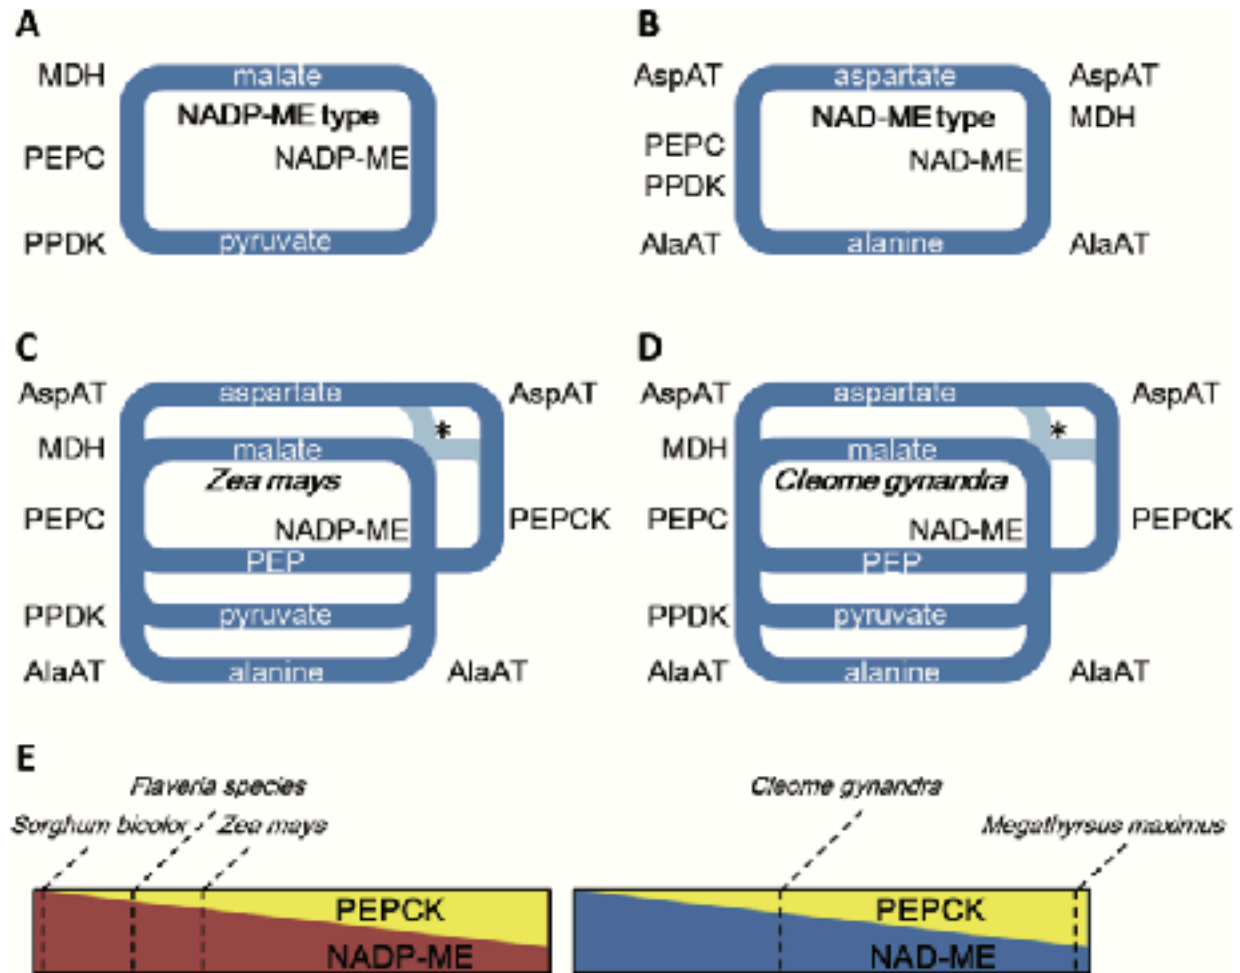 A
MDH
malate
NADP-ME type
PEPC
NADP-ME
PPDK
pyruvate
B
AspAT
aspartate
AspAT
NAD-ME type
MDH
PEPC
NAD-ME
PPDK
AlaAT
alanine
AlaAT
C
AspAT
aspartate
AspAT
*
MDH
malate
Zea mays
PEPC
NADP-ME
PEPCK
PEP
PPDK
pyruvate
AlaAT
alanine
AlaAT
D
AspAT
aspartate
AspAT
*
MDH
malate
Cleome gynandra
PEPC
NAD-ME
PEPCK
PEP
PPDK
pyruvate
AlaAT
alanine
AlaAT
E
Flaveria species
Sorghum bicolor
Zea mays
PEPCK
NADP-ME
Cleome gynandra
Megathyrsus maximus
PEPCK
NAD-ME